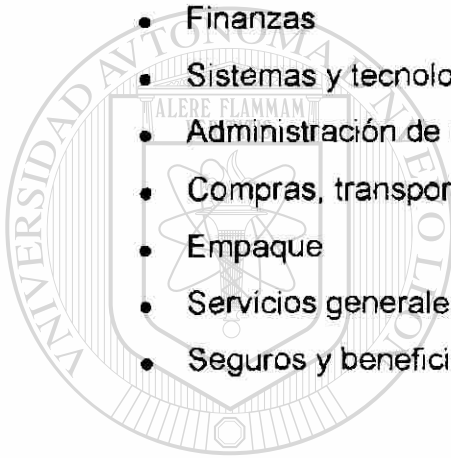 • Finanzas
• Sistemas y tecnolo
• Administración de
• Compras, transpor
• Empaque
• Servicios generale
• Seguros y benefici
ALERE FLAMMAM